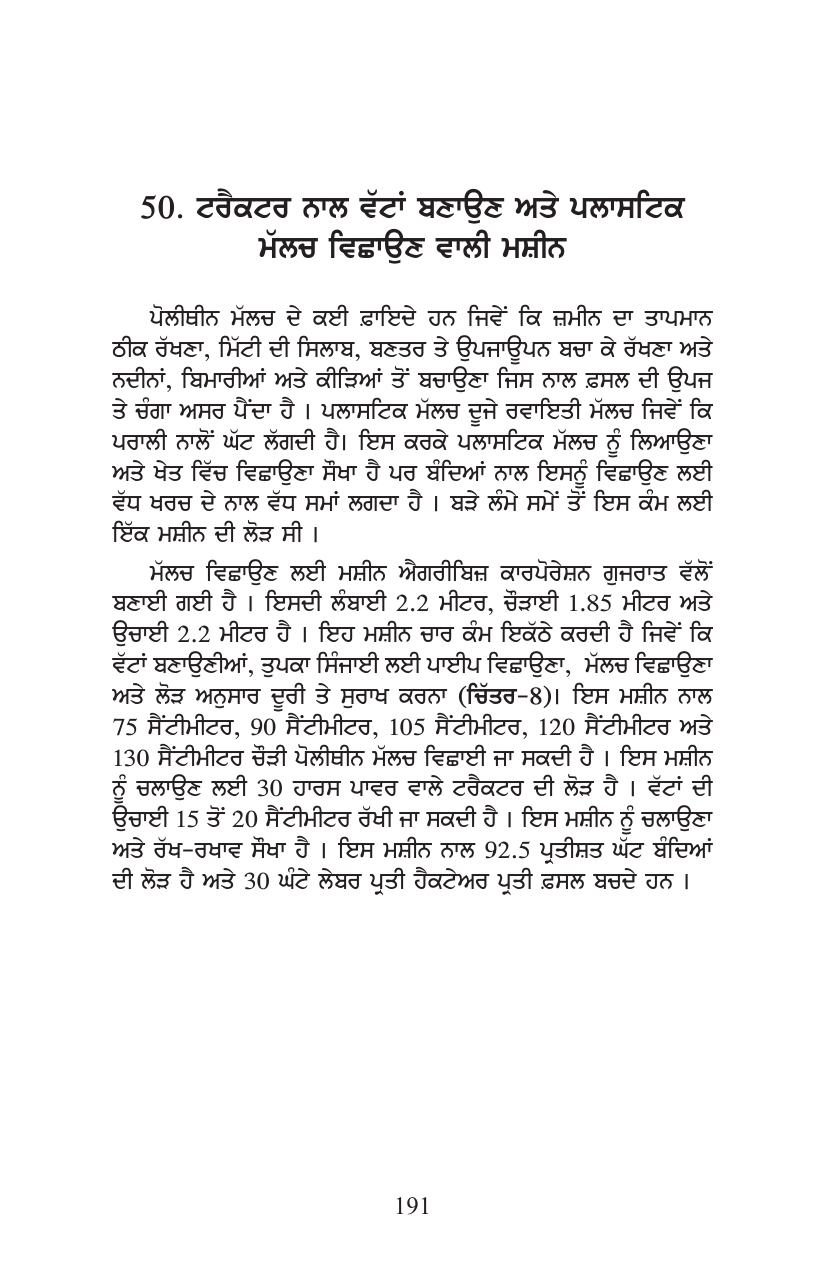 50. ਟਰੈਕਟਰ ਨਾਲ ਵੱਟਾਂ ਬਣਾਉਣ ਅਤੇ ਪਲਾਸਟਿਕ
ਮੱਲਚ ਵਿਛਾਉਣ ਵਾਲੀ ਮਸ਼ੀਨ
ਪੋਲੀਥੀਨ ਮੱਲਚ ਦੇ ਕਈ ਫ਼ਾਇਦੇ ਹਨ ਜਿਵੇਂ ਕਿ ਜ਼ਮੀਨ ਦਾ ਤਾਪਮਾਨ
ਠੀਕ ਰੱਖਣਾ, ਮਿੱਟੀ ਦੀ ਸਿਲਾਬ, ਬਣਤਰ ਤੇ ਉਪਜਾਊਪਨ ਬਚਾ ਕੇ ਰੱਖਣਾ ਅਤੇ
ਨਦੀਨਾਂ, ਬਿਮਾਰੀਆਂ ਅਤੇ ਕੀੜਿਆਂ ਤੋਂ ਬਚਾਉਣਾ ਜਿਸ ਨਾਲ ਫ਼ਸਲ ਦੀ ਉਪਜ
ਤੇ ਚੰਗਾ ਅਸਰ ਪੈਂਦਾ ਹੈ । ਪਲਾਸਟਿਕ ਮੱਲਚ ਦੂਜੇ ਰਵਾਇਤੀ ਮੱਲਚ ਜਿਵੇਂ ਕਿ
ਪਰਾਲੀ ਨਾਲੋਂ ਘੱਟ ਲੱਗਦੀ ਹੈ। ਇਸ ਕਰਕੇ ਪਲਾਸਟਿਕ ਮੱਲਚ ਨੂੰ ਲਿਆਉਣਾ
ਅਤੇ ਖੇਤ ਵਿੱਚ ਵਿਛਾਉਣਾ ਸੌਖਾ ਹੈ ਪਰ ਬੰਦਿਆਂ ਨਾਲ ਇਸਨੂੰ ਵਿਛਾਉਣ ਲਈ
ਵੱਧ ਖਰਚ ਦੇ ਨਾਲ ਵੱਧ ਸਮਾਂ ਲਗਦਾ ਹੈ । ਬੜੇ ਲੰਮੇ ਸਮੇਂ ਤੋਂ ਇਸ ਕੰਮ ਲਈ
ਇੱਕ ਮਸ਼ੀਨ ਦੀ ਲੋੜ ਸੀ ।
ਮੱਲਚ ਵਿਛਾਉਣ ਲਈ ਮਸ਼ੀਨ ਐਗਰੀਬਿਜ਼ ਕਾਰਪੋਰੇਸ਼ਨ ਗੁਜਰਾਤ ਵੱਲੋਂ
ਬਣਾਈ ਗਈ ਹੈ । ਇਸਦੀ ਲੰਬਾਈ 2.2 ਮੀਟਰ, ਚੌੜਾਈ 1.85 ਮੀਟਰ ਅਤੇ
ਉਚਾਈ 2.2 ਮੀਟਰ ਹੈ । ਇਹ ਮਸ਼ੀਨ ਚਾਰ ਕੰਮ ਇਕੱਠੇ ਕਰਦੀ ਹੈ ਜਿਵੇਂ ਕਿ
ਵੱਟਾਂ ਬਣਾਉਣੀਆਂ, ਤੁਪਕਾ ਸਿੰਜਾਈ ਲਈ ਪਾਈਪ ਵਿਛਾਉਣਾ, ਮੱਲਚ ਵਿਛਾਉਣਾ
ਅਤੇ ਲੋੜ ਅਨੁਸਾਰ ਦੂਰੀ ਤੇ ਸੁਰਾਖ ਕਰਨਾ (ਚਿੱਤਰ-8)। ਇਸ ਮਸ਼ੀਨ ਨਾਲ
75 ਸੈਂਟੀਮੀਟਰ, 90 ਸੈਂਟੀਮੀਟਰ, 105 ਸੈਂਟੀਮੀਟਰ, 120 ਸੈਂਟੀਮੀਟਰ ਅਤੇ
130 ਸੈਂਟੀਮੀਟਰ ਚੌੜੀ ਪੋਲੀਥੀਨ ਮੱਲਚ ਵਿਛਾਈ ਜਾ ਸਕਦੀ ਹੈ । ਇਸ ਮਸ਼ੀਨ
ਨੂੰ ਚਲਾਉਣ ਲਈ 30 ਹਾਰਸ ਪਾਵਰ ਵਾਲੇ ਟਰੈਕਟਰ ਦੀ ਲੋੜ ਹੈ । ਵੱਟਾਂ ਦੀ
ਉਚਾਈ 15 ਤੋਂ 20 ਸੈਂਟੀਮੀਟਰ ਰੱਖੀ ਜਾ ਸਕਦੀ ਹੈ । ਇਸ ਮਸ਼ੀਨ ਨੂੰ ਚਲਾਉਣਾ
ਅਤੇ ਰੱਖ-ਰਖਾਵ ਸੌਖਾ ਹੈ । ਇਸ ਮਸ਼ੀਨ ਨਾਲ 92.5 ਪ੍ਰਤੀਸ਼ਤ ਘੱਟ ਬੰਦਿਆਂ
ਦੀ ਲੋੜ ਹੈ ਅਤੇ 30 ਘੰਟੇ ਲੇਬਰ ਪ੍ਰਤੀ ਹੈਕਟੇਅਰ ਪ੍ਰਤੀ ਫ਼ਸਲ ਬਚਦੇ ਹਨ ।
191